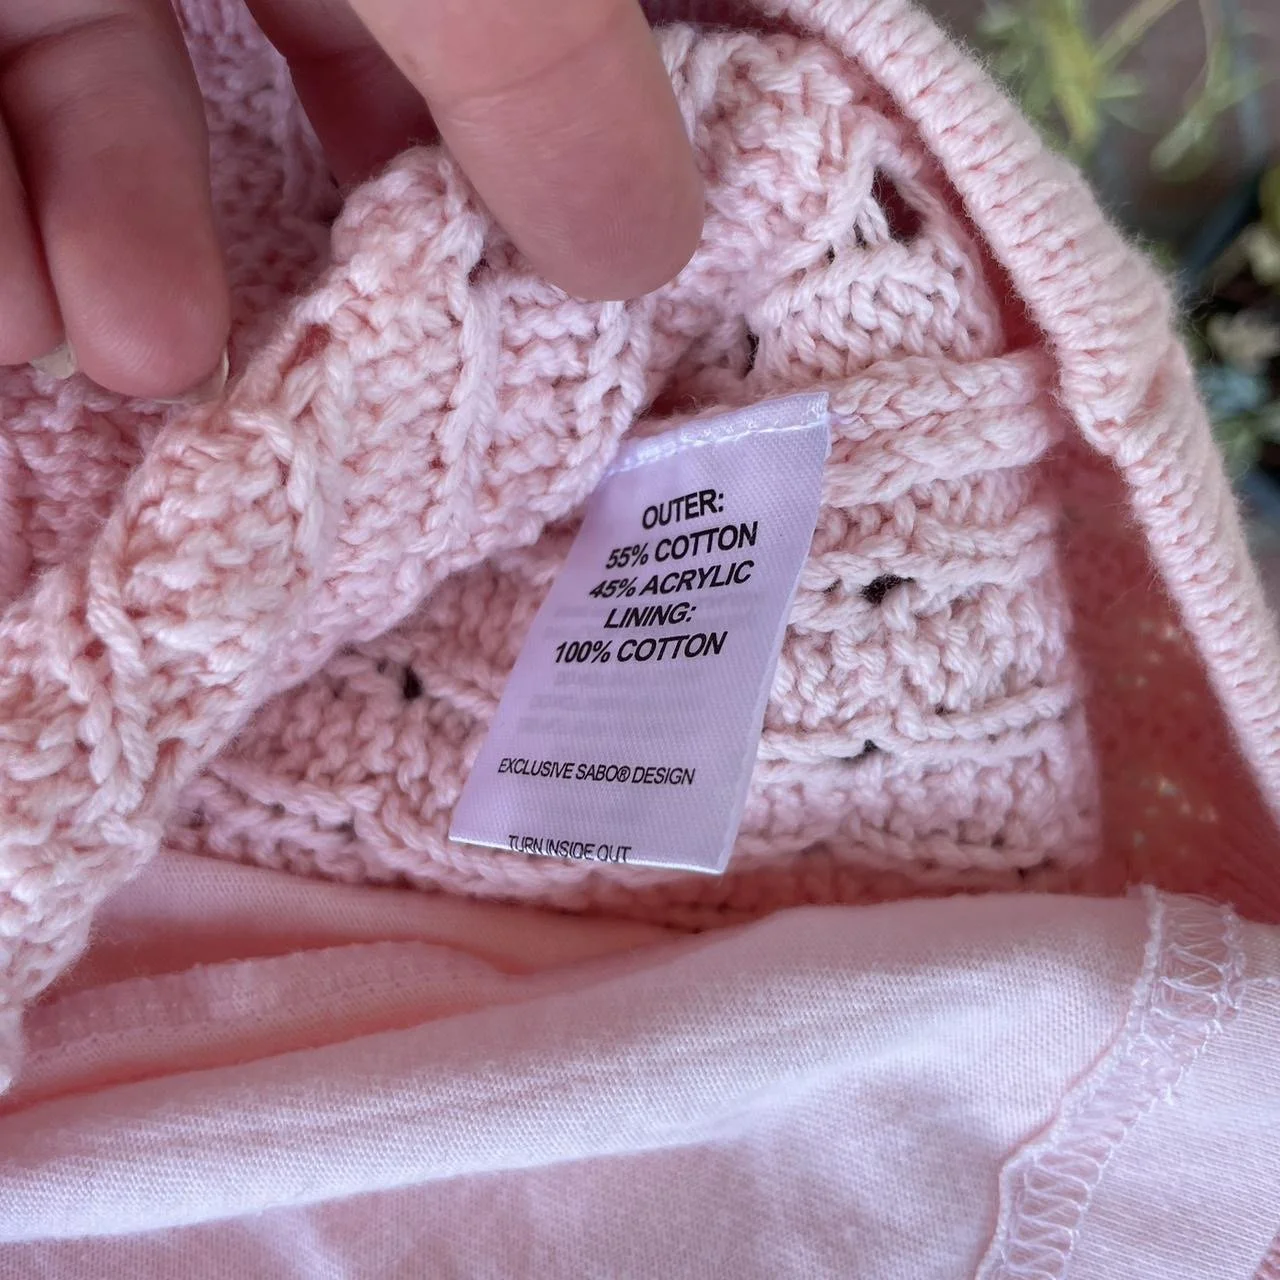 OUTER:
55% COTTON
45% ACRYLIC
LINING:
100% COTTON
EXCLUSIVE SABO® DESIGN
TURN INSIDE OUT